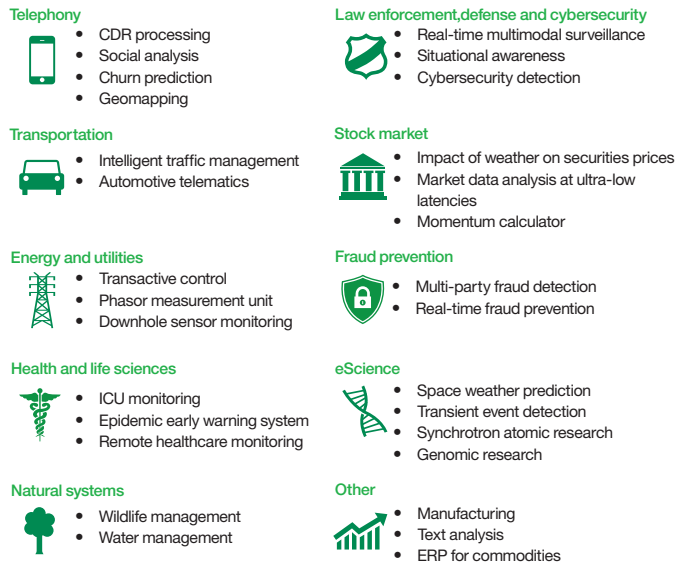 Telephony
• CDR processing
• Social analysis
• Churn prediction
• Geomapping
Law enforcement,defense and cybersecurity
• Real-time multimodal surveillance
• Situational awareness
• Cybersecurity detection
Transportation
• Intelligent traffic management
• Automotive telematics
Stock market
• Impact of weather on securities prices
• Market data analysis at ultra-low
latencies
• Momentum calculator
Energy and utilities
• Transactive control
• Phasor measurement unit
• Downhole sensor monitoring
Fraud prevention
• Multi-party fraud detection
• Real-time fraud prevention
Health and life sciences
• ICU monitoring
• Epidemic early warning system
• Remote healthcare monitoring
eScience
• Space weather prediction
• Transient event detection
• Synchrotron atomic research
• Genomic research
Natural systems
• Wildlife management
• Water management
Other
• Manufacturing
• Text analysis
• ERP for commodities